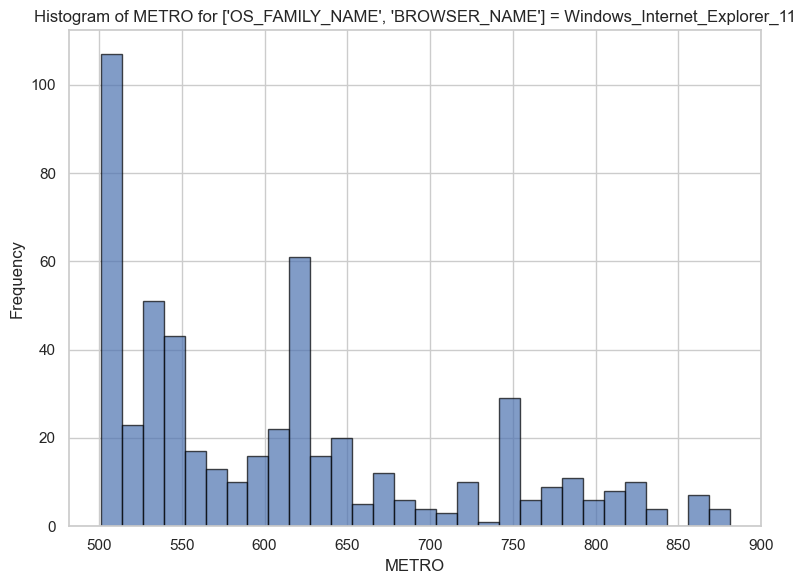 Histogram of METRO for ['OS_FAMILY_NAME', 'BROWSER_NAME'] = Windows_Internet_Explorer_11
100
80
60
40
20
0
Frequency
500 550 600 650 700 750 800 850 900
METRO